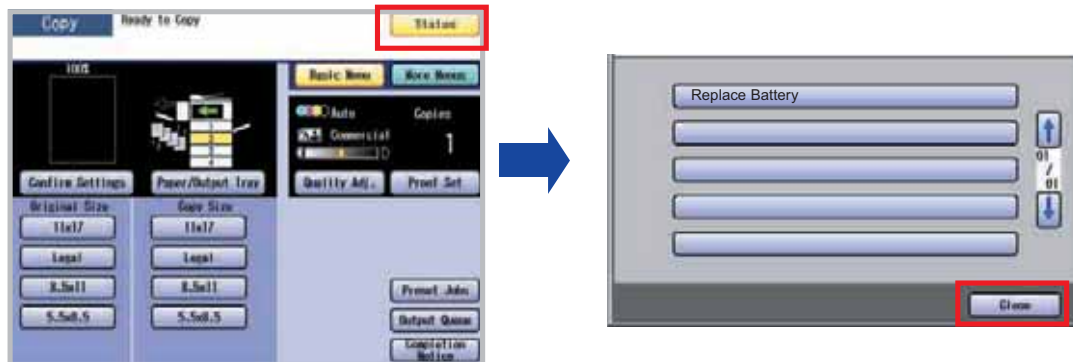 Copy
Ready to Copy
Status
100%
Basic Menu
More Menus
Auto
Copies
Commercial
1
Confirm Settings
Paper/Output Tray
Quality Adj.
Proof Set
Original Size
Copy Size
11x17
11x17
Legal
Legal
8.5x11
8.5x11
5.5x8.5
5.5x8.5
Preset Jobs
Output Queue
Completion
Notice
Replace Battery
01
/
01
Close